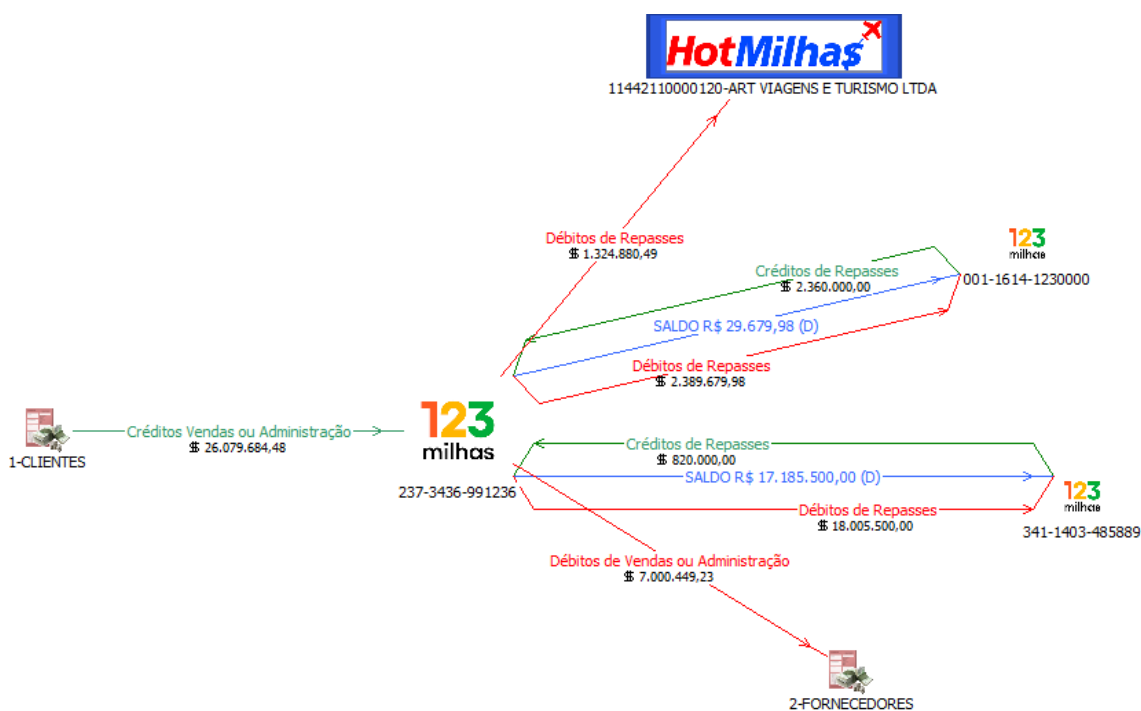 HotMilha$
11442110000120-ART VIAGENS E TURISMO LTDA
Débitos de Repasses
$ 1.324.880,49
123
milhas
001-1614-1230000
Créditos de Repasses
$ 2.360.000,00
SALDO R$ 29.679,98 (D)
Débitos de Repasses
$ 2.389.679,98
1-CLIENTES
Créditos Vendas ou Administração
$ 26.079.684,48
123
milhas
237-3436-991236
Créditos de Repasses
$ 820.000,00
SALDO R$ 17.185.500,00 (D)
Débitos de Repasses
$ 18.005.500,00
123
milhas
341-1403-485889
Débitos de Vendas ou Administração
$ 7.000.449,23
2-FORNECEDORES